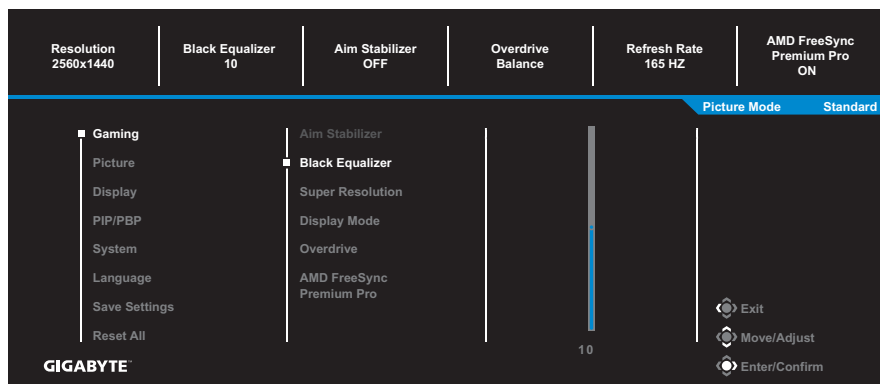 Resolution
2560x1440
Black Equalizer
10
Aim Stabilizer
OFF
Overdrive
Balance
Refresh Rate
165 HZ
AMD FreeSync
Premium Pro
ON
Picture Mode Standard
Gaming
Picture
Display
PIP/PBP
System
Language
Save Settings
Reset All
Aim Stabilizer
Black Equalizer
Super Resolution
Display Mode
Overdrive
AMD FreeSync
Premium Pro
10
Exit
Move/Adjust
Enter/Confirm
GIGABYTE™